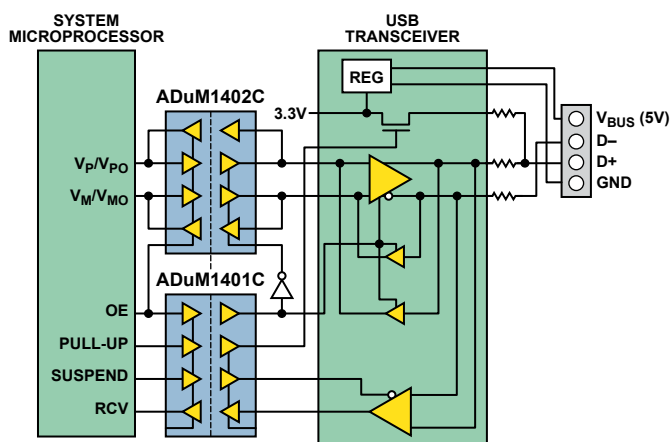 SYSTEM
MICROPROCESSOR
USB
TRANSCEIVER
ADuM1402C
REG
3.3V
VBUS (5V)
D–
D+
GND
VP/VPO
VM/VMO
ADuM1401C
OE
PULL-UP
SUSPEND
RCV